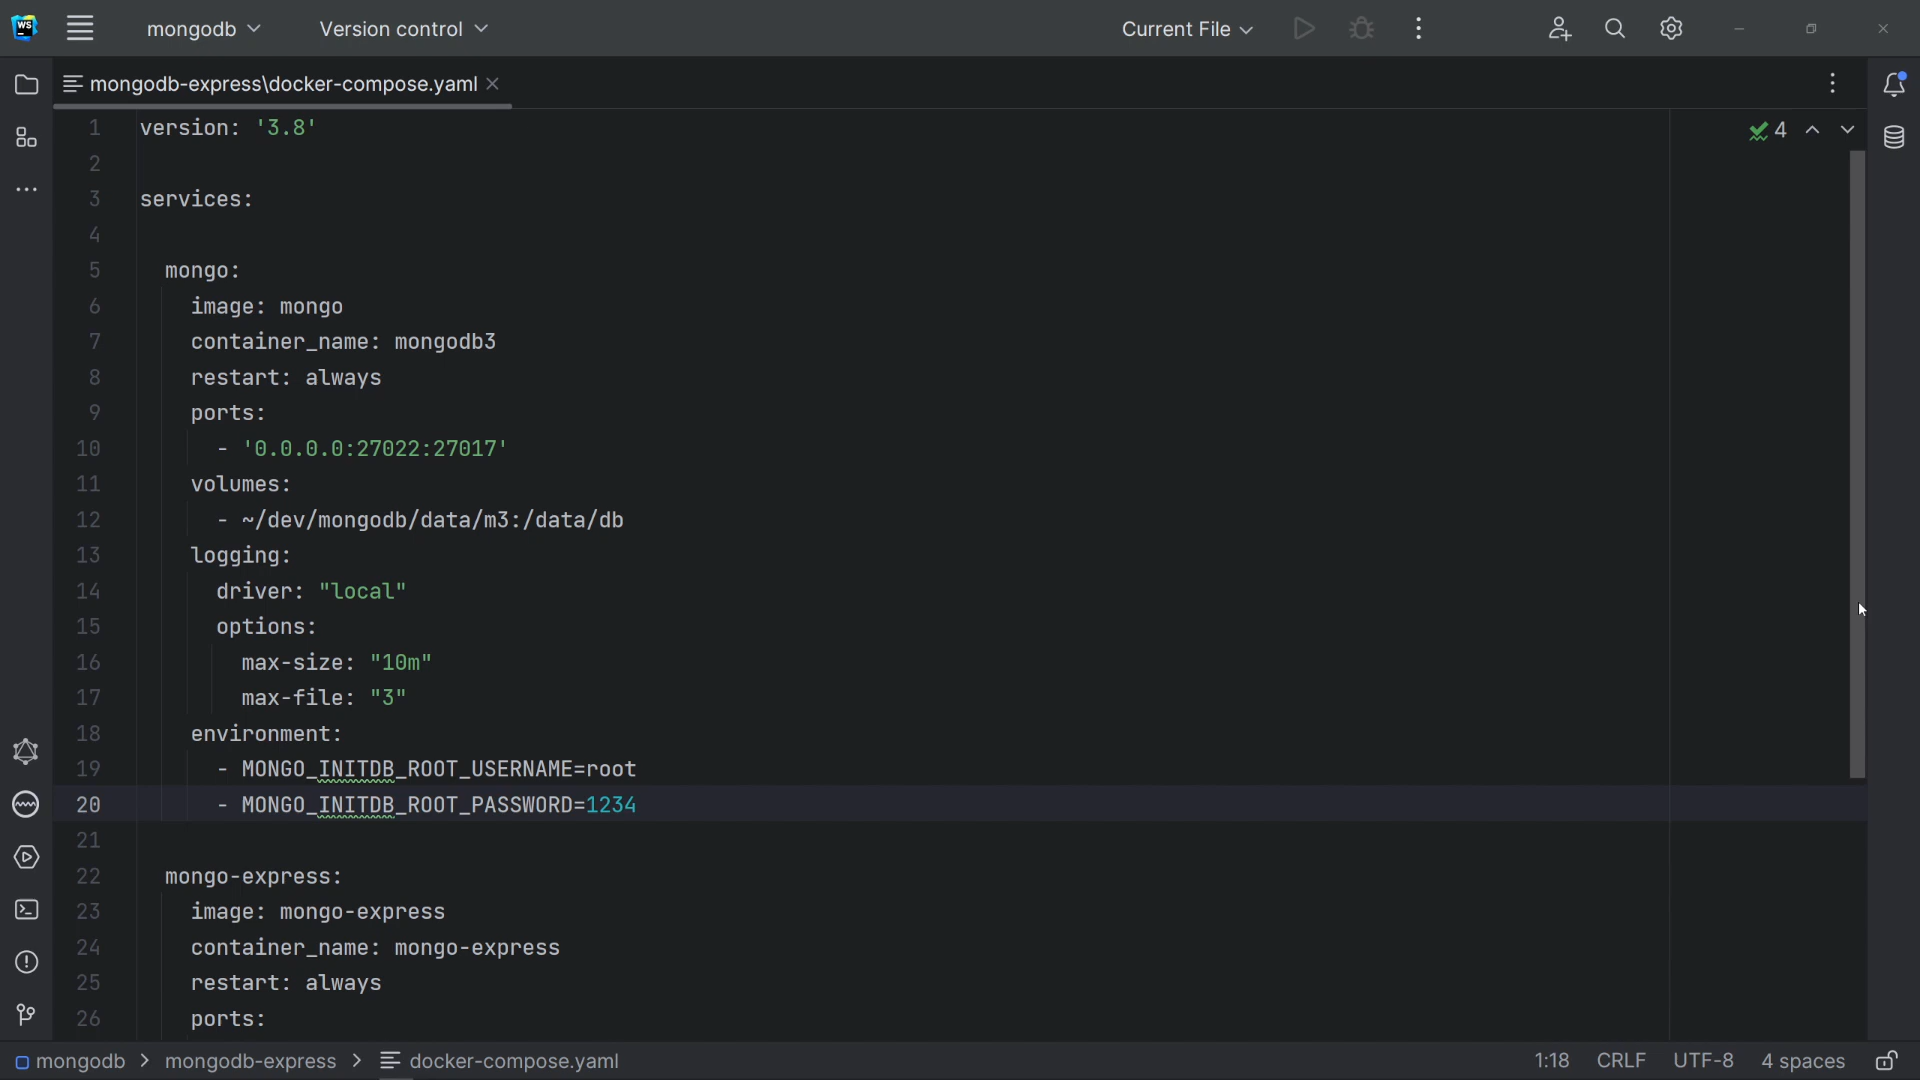 WS
mongodb
Version control
Current File
mongodb-express\docker-compose.yaml
4
1 version: '3.8'
2
3 services:
4
5 mongo:
6 image: mongo
7 container_name: mongodb3
8 restart: always
9 ports:
10 - '0.0.0.0:27022:27017'
11 volumes:
12 - ~/dev/mongodb/data/m3:/data/db
13 logging:
14 driver: "local"
15 options:
16 max-size: "10m"
17 max-file: "3"
18 environment:
19 - MONGO_INITDB_ROOT_USERNAME=root
20 - MONGO_INITDB_ROOT_PASSWORD=1234
21
22 mongo-express:
23 image: mongo-express
24 container_name: mongo-express
25 restart: always
26 ports:
mongodb > mongodb-express > docker-compose.yaml
1:18 CRLF UTF-8 4 spaces